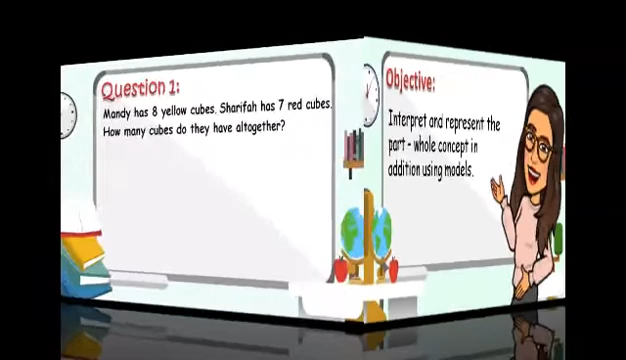 Question 1:
Mandy has 8 yellow cubes. Sharifah has 7 red cubes.
How many cubes do they have altogether?
Objective:
Interpret and represent the
part - whole concept in
addition using models.